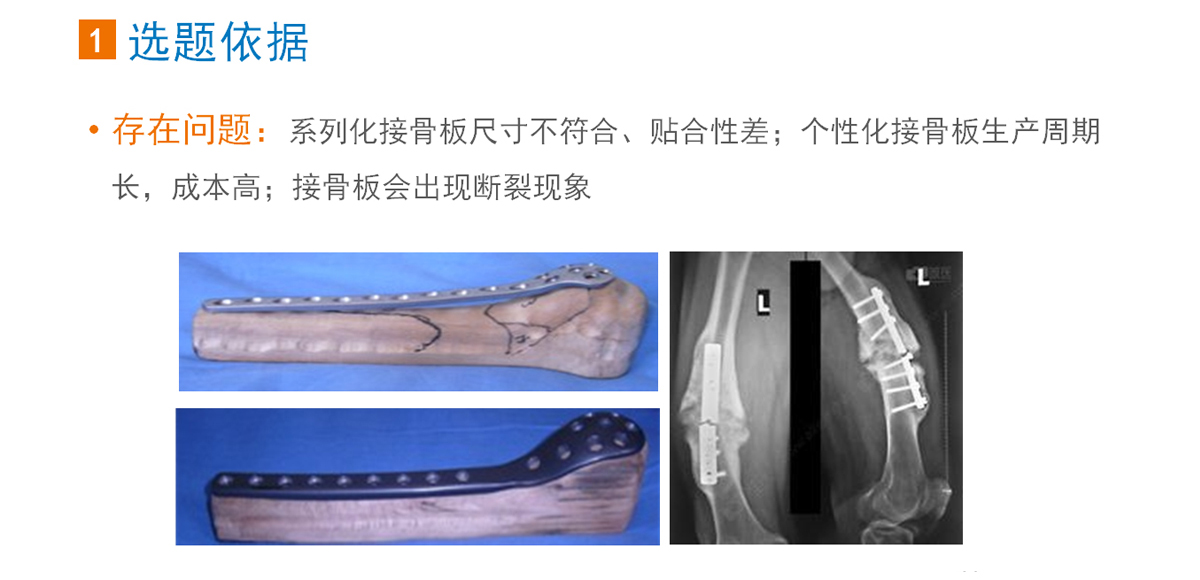 1 选题依据
• 存在问题：系列化接骨板尺寸不符合、贴合性差；个性化接骨板生产周期
长，成本高；接骨板会出现断裂现象
L
L